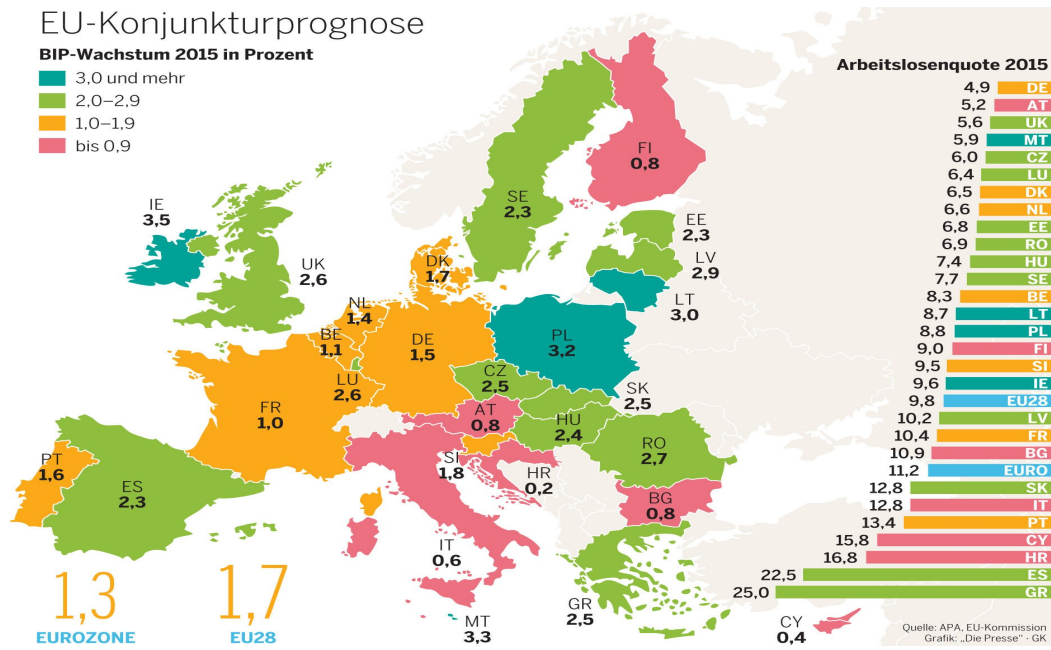 EU-Konjunkturprognose
BIP-Wachstum 2015 in Prozent
3,0 und mehr
2,0–2,9
1,0–1,9
bis 0,9
IE
3,5
UK
2,6
SE
2,3
FI
0,8
EE
2,3
LV
2,9
LT
3,0
DK
1,7
NL
1,4
BE
1,1
DE
1,5
PL
3,2
LU
2,6
CZ
2,5
SK
2,5
FR
1,0
AT
0,8
HU
2,4
RO
2,7
SI
1,8
HR
0,2
BG
0,8
PT
1,6
ES
2,3
IT
0,6
MT
3,3
GR
2,5
CY
0,4
1,3
EUROZONE
1,7
EU28
Arbeitslosenquote 2015
4,9 DE
5,2 AT
5,6 UK
5,9 MT
6,0 CZ
6,4 LU
6,5 DK
6,6 NL
6,8 EE
6,9 RO
7,4 HU
7,7 SE
8,3 BE
8,7 LT
8,8 PL
9,0 FI
9,5 SI
9,6 IE
9,8 EU28
10,2 LV
10,4 FR
10,9 BG
11,2 EURO
12,8 SK
12,8 IT
13,4 PT
15,8 CY
16,8 HR
22,5 ES
25,0 GR
Quelle: APA, EU-Kommission
Grafik: „Die Presse“ · GK